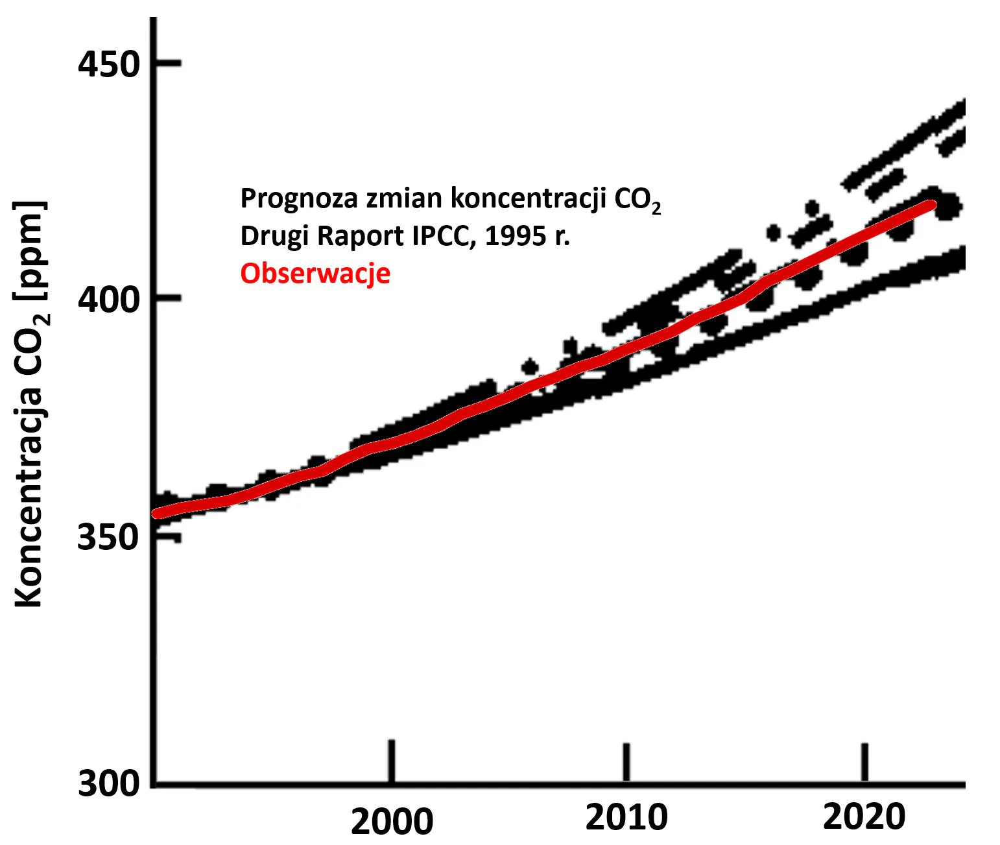 450
400
350
300
Koncentracja CO₂ [ppm]
Prognoza zmian koncentracji CO₂
Drugi Raport IPCC, 1995 r.
Obserwacje
2000
2010
2020